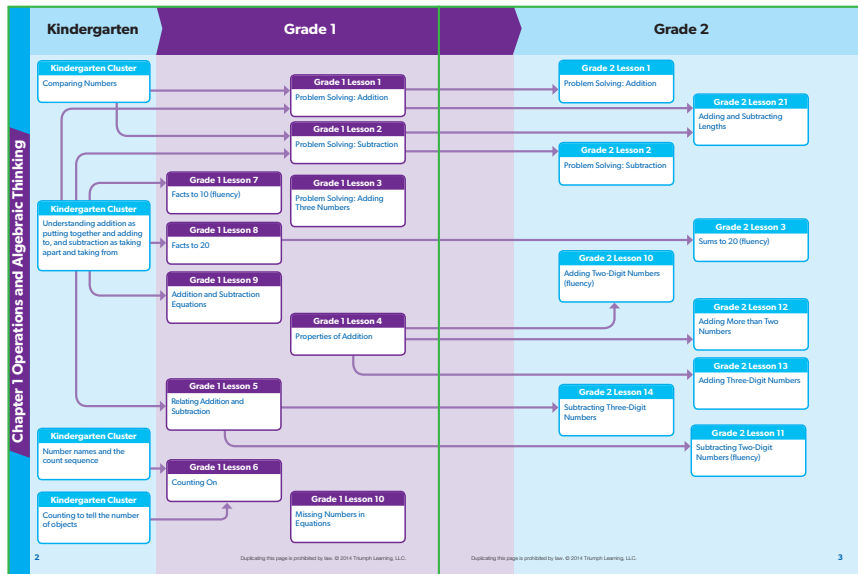 Kindergarten
Grade 1
Grade 2
Chapter 1 Operations and Algebraic Thinking
Kindergarten Cluster
Comparing Numbers
Kindergarten Cluster
Understanding addition as
putting together and adding
to, and subtraction as taking
apart and taking from
Kindergarten Cluster
Number names and the
count sequence
Kindergarten Cluster
Counting to tell the number
of objects
Grade 1 Lesson 7
Facts to 10 (fluency)
Grade 1 Lesson 8
Facts to 20
Grade 1 Lesson 9
Addition and Subtraction
Equations
Grade 1 Lesson 5
Relating Addition and
Subtraction
Grade 1 Lesson 6
Counting On
Grade 1 Lesson 1
Problem Solving: Addition
Grade 1 Lesson 2
Problem Solving: Subtraction
Grade 1 Lesson 3
Problem Solving: Adding
Three Numbers
Grade 1 Lesson 4
Properties of Addition
Grade 1 Lesson 10
Missing Numbers in
Equations
Grade 2 Lesson 1
Problem Solving: Addition
Grade 2 Lesson 2
Problem Solving: Subtraction
Grade 2 Lesson 10
Adding Two-Digit Numbers
(fluency)
Grade 2 Lesson 14
Subtracting Three-Digit
Numbers
Grade 2 Lesson 21
Adding and Subtracting
Lengths
Grade 2 Lesson 3
Sums to 20 (fluency)
Grade 2 Lesson 12
Adding More than Two
Numbers
Grade 2 Lesson 13
Adding Three-Digit Numbers
Grade 2 Lesson 11
Subtracting Two-Digit
Numbers (fluency)
2
Duplicating this page is prohibited by law. © 2014 Triumph Learning, LLC.
Duplicating this page is prohibited by law. © 2014 Triumph Learning, LLC.
3